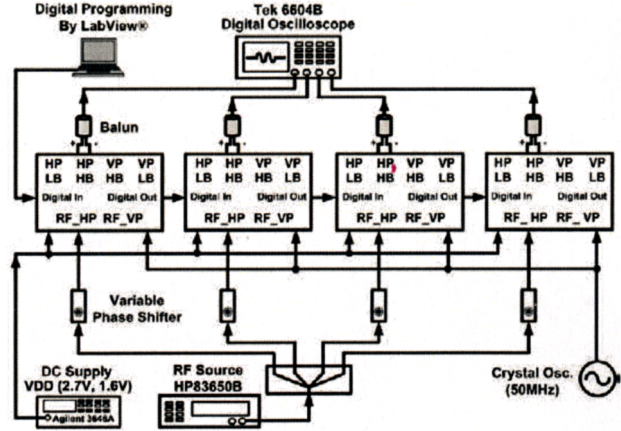 Digital Programming
By LabView®
Tek 6604B
Digital Oscilloscope
Balun
HP HP VP VP
LB HB HB LB
Digital In Digital Out
RF_HP RF_VP
HP HP VP VP
LB HB HB LB
Digital In Digital Out
RF_HP RF_VP
HP HP VP VP
LB HB HB LB
Digital In Digital Out
RF_HP RF_VP
HP HP VP VP
LB HB HB LB
Digital In Digital Out
RF_HP RF_VP
Variable
Phase Shifter
DC Supply
VDD (2.7V, 1.6V)
Agilent 3646A
RF Source
HP83650B
Crystal Osc.
(50MHz)